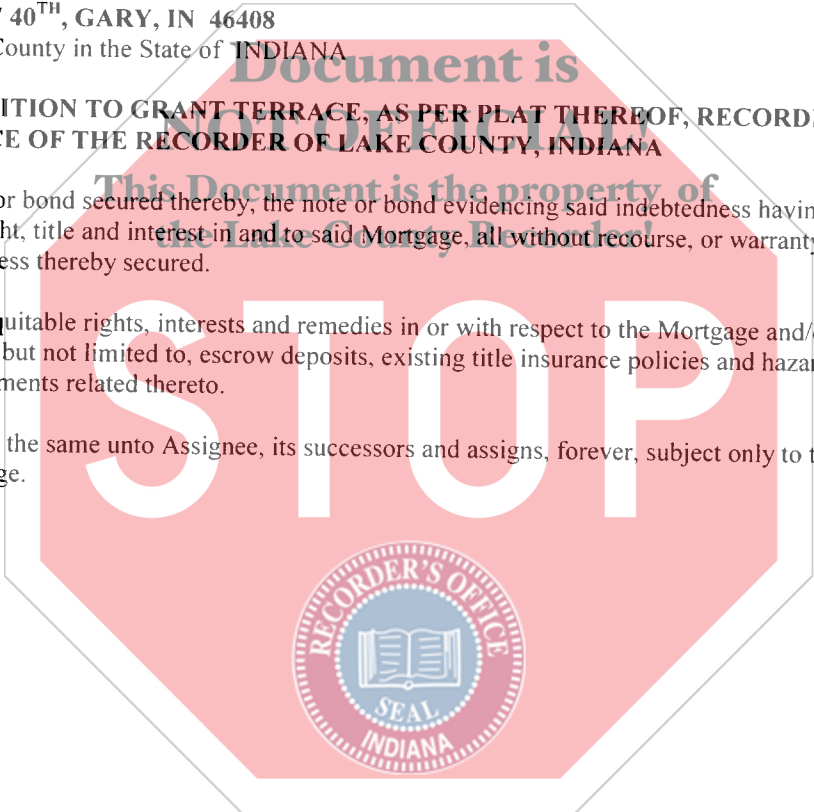 40TH, GARY, IN 46408
County in the State of INDIANA
Document is
ITION TO GRANT TERRACE, AS PER PLAT THEREOF, RECORD
NOT OFFICIAL!
CE OF THE RECORDER OF LAKE COUNTY, INDIANA
This Document is the property of
or bond secured thereby, the note or bond evidencing said indebtedness havin
the Lake County Recorder!
ht, title and interest in and to said Mortgage, all without recourse, or warranty
ess thereby secured.
quitable rights, interests and remedies in or with respect to the Mortgage and/
but not limited to, escrow deposits, existing title insurance policies and hazar
ments related thereto.
STOP
the same unto Assignee, its successors and assigns, forever, subject only to t
ge.
RECORDER'S OFFICE
SEAL
INDIANA